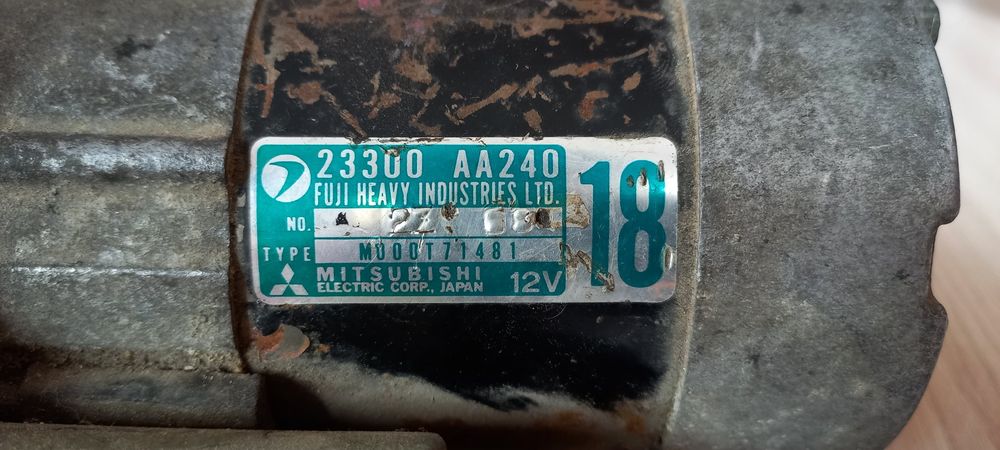 23300 AA240
FUJI HEAVY INDUSTRIES LTD.
NO.
TYPE M000T71481
MITSUBISHI
ELECTRIC CORP., JAPAN 12V
18